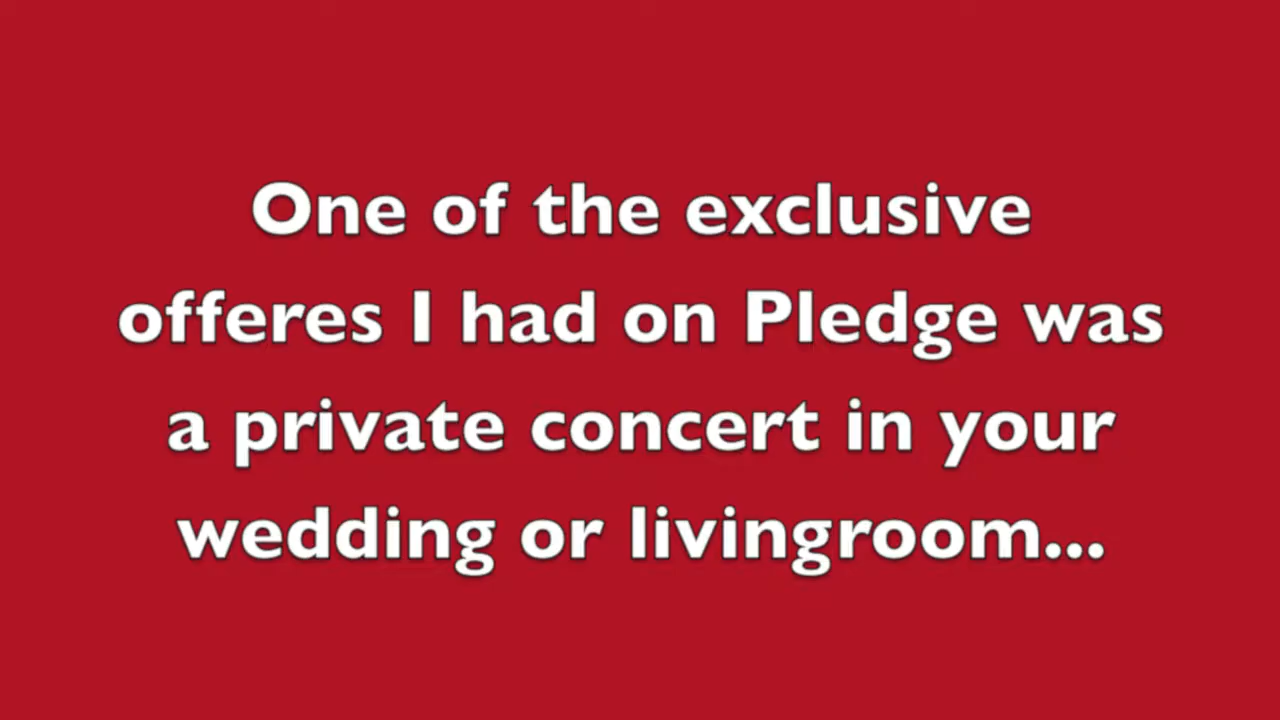 One of the exclusive
offeres I had on Pledge was
a private concert in your
wedding or livingroom...